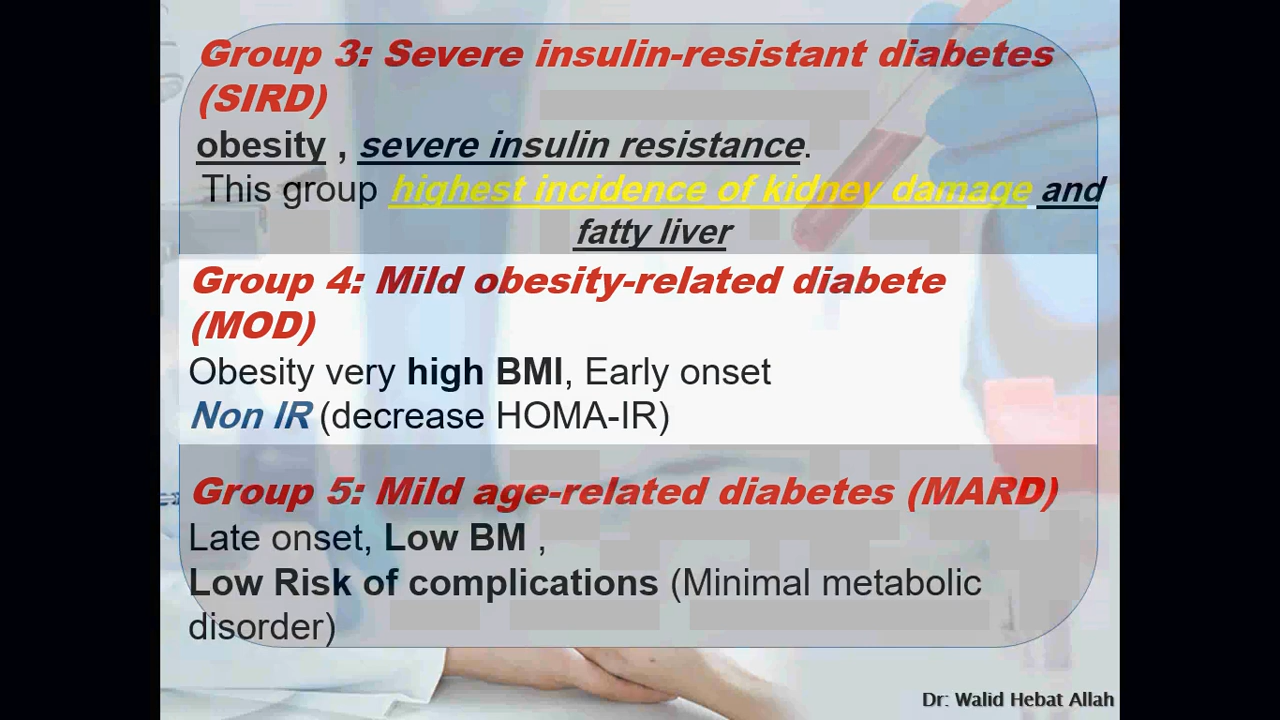 Group 3: Severe insulin-resistant diabetes
(SIRD)
obesity , severe insulin resistance.
This group highest incidence of kidney damage and
fatty liver
Group 4: Mild obesity-related diabete
(MOD)
Obesity very high BMI, Early onset
Non IR (decrease HOMA-IR)
Group 5: Mild age-related diabetes (MARD)
Late onset, Low BM ,
Low Risk of complications (Minimal metabolic
disorder)
Dr: Walid Hebat Allah